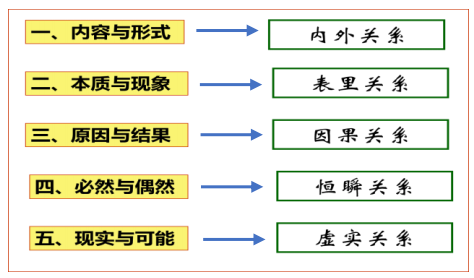 一、内容与形式
内外关系
二、本质与现象
表里关系
三、原因与结果
因果关系
四、必然与偶然
恒瞬关系
五、现实与可能
虚实关系